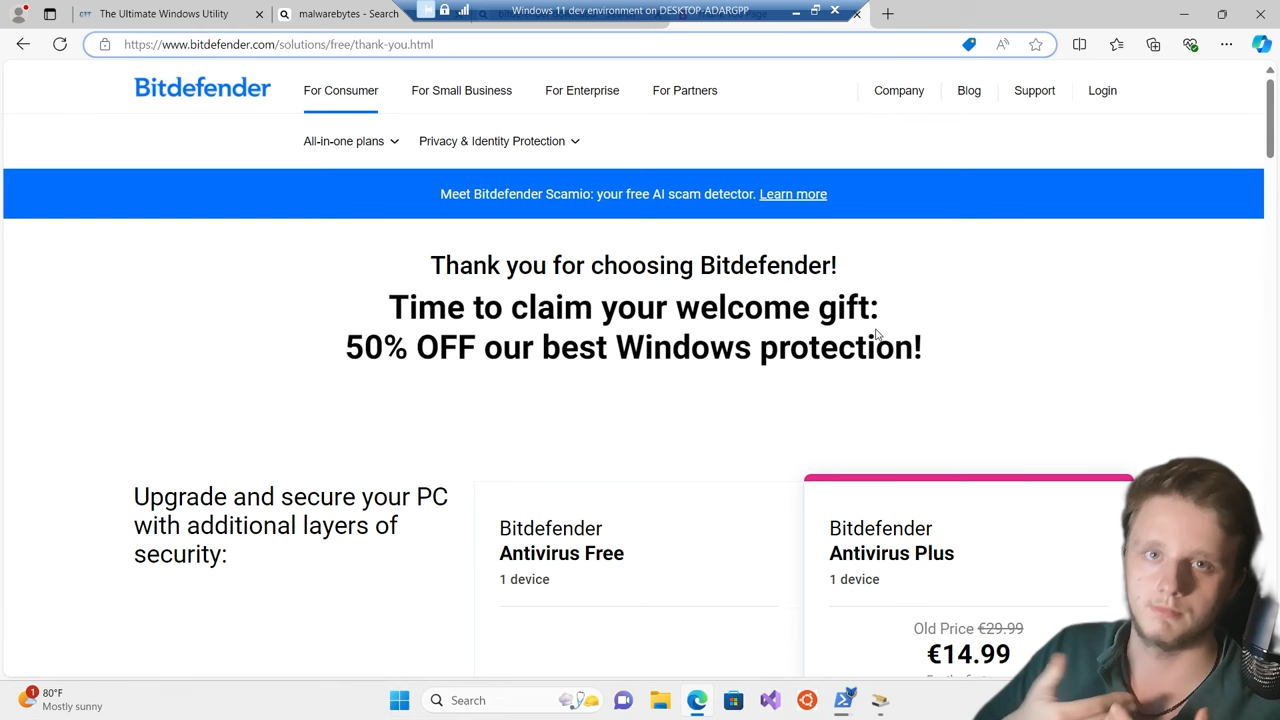 The Ultimate Windows Utility
malwarebytes - Search
Windows 11 dev environment on DESKTOP-ADARGPP
https://www.bitdefender.com/solutions/free/thank-you.html
Bitdefender
For Consumer
For Small Business
For Enterprise
For Partners
Company
Blog
Support
Login
All-in-one plans
Privacy & Identity Protection
Meet Bitdefender Scamio: your free AI scam detector. Learn more
Thank you for choosing Bitdefender!
Time to claim your welcome gift:
50% OFF our best Windows protection!
Upgrade and secure your PC
with additional layers of
security:
Bitdefender
Antivirus Free
1 device
Bitdefender
Antivirus Plus
1 device
Old Price €29.99
€14.99
1
80°F
Mostly sunny
Search